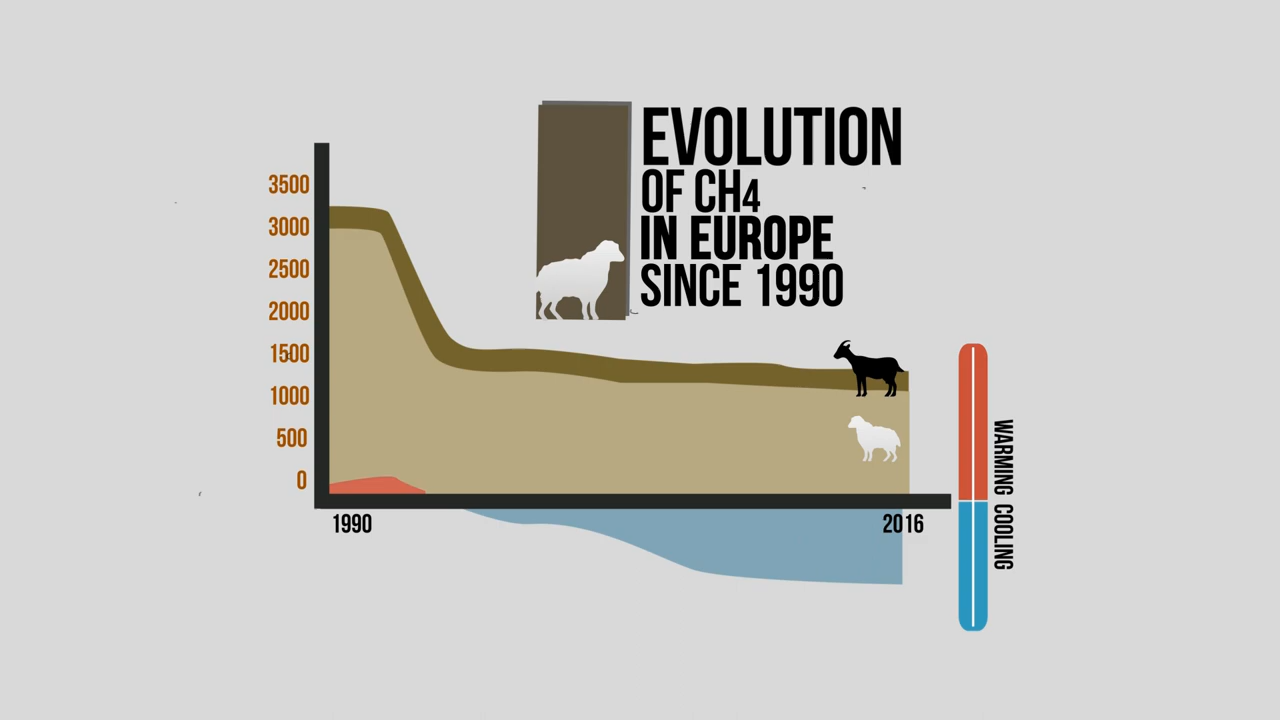 EVOLUTION
OF CH4
IN EUROPE
SINCE 1990
3500
3000
2500
2000
1500
1000
500
0
1990
2016
WARMING
COOLING